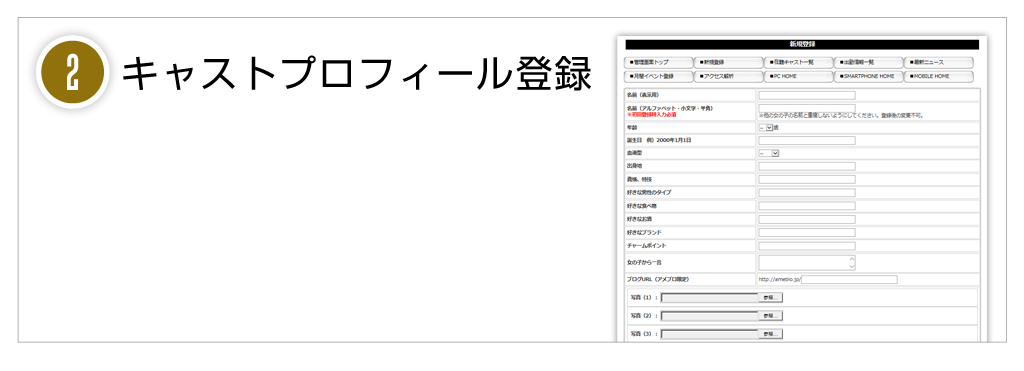 2
キャストプロフィール登録
新規登録
■管理画面トップ
■新規登録
■在籍キャスト一覧
■出勤情報一覧
■最新ニュース
■月間イベント登録
■アクセス解析
■PC HOME
■SMARTPHONE HOME
■MOBILE HOME
名前（表示用）
名前（アルファベット・小文字・半角）
※初回登録時入力必須
※他の女の子の名前と重複しないようにしてください。登録後の変更不可。
年齢
-- 歳
誕生日 例）2000年1月1日
血液型
--
出身地
資格、特技
好きな男性のタイプ
好きな食べ物
好きなお酒
好きなブランド
チャームポイント
女の子から一言
ブログURL（アメブロ限定）
http://ameblo.jp/
写真（1）：
参照...
写真（2）：
参照...
写真（3）：
参照...